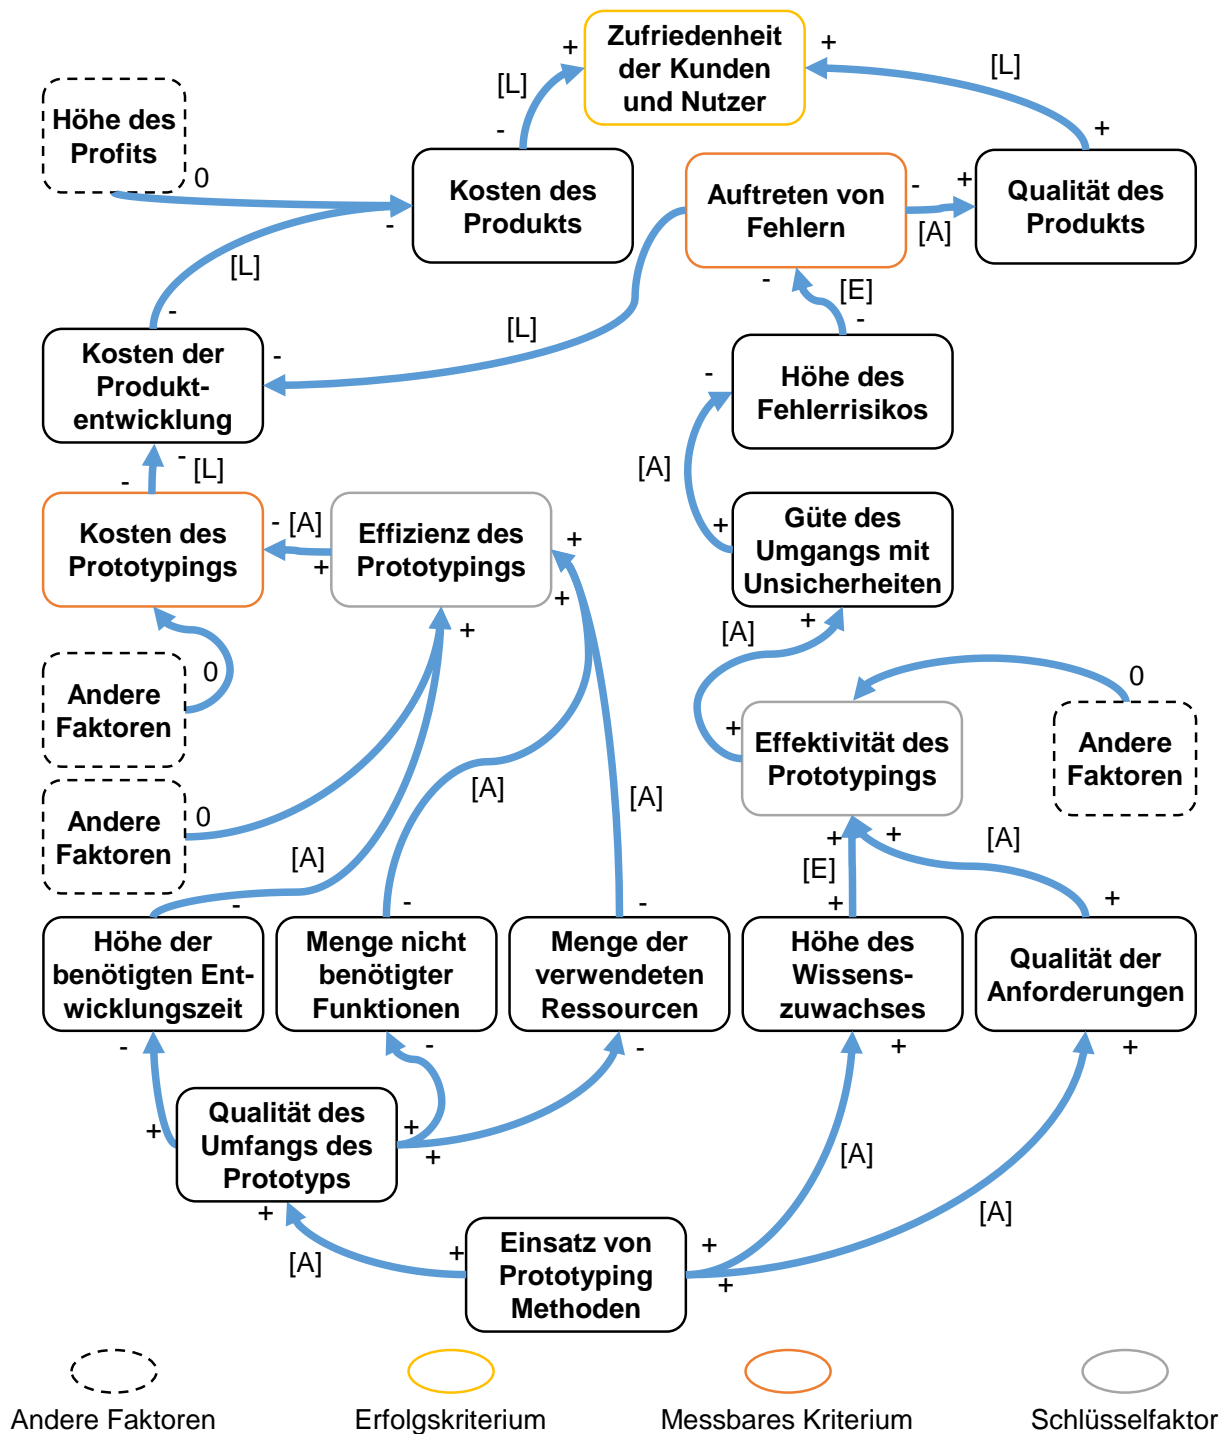 Zufriedenheit
der Kunden
und Nutzer
+
+
[L]
[L]
-
+
Höhe des
Profits
0
Kosten des
Produkts
-
Auftreten von
Fehlern
-
+
[A]
Qualität des
Produkts
[L]
-
[E]
-
-
[L]
Kosten der
Produkt-
entwicklung
-
-
Höhe des
Fehlerrisikos
-
[L]
-
[A]
Kosten des
Prototypings
-
[A]
+
Effizienz des
Prototypings
+
+
+
+
Güte des
Umgangs mit
Unsicherheiten
[A]
+
Andere
Faktoren
0
0
+
Effektivität des
Prototypings
Andere
Faktoren
Andere
Faktoren
0
[A]
[A]
[A]
+
+
[A]
[E]
-
-
-
+
+
Höhe der
benötigten Ent-
wicklungszeit
Menge nicht
benötigter
Funktionen
Menge der
verwendeten
Ressourcen
Höhe des
Wissens-
zuwachses
Qualität der
Anforderungen
-
-
-
+
+
Qualität des
Umfangs des
Prototyps
+
+
+
[A]
+
[A]
[A]
Einsatz von
Prototyping
Methoden
+
+
+
Andere Faktoren
Erfolgskriterium
Messbares Kriterium
Schlüsselfaktor